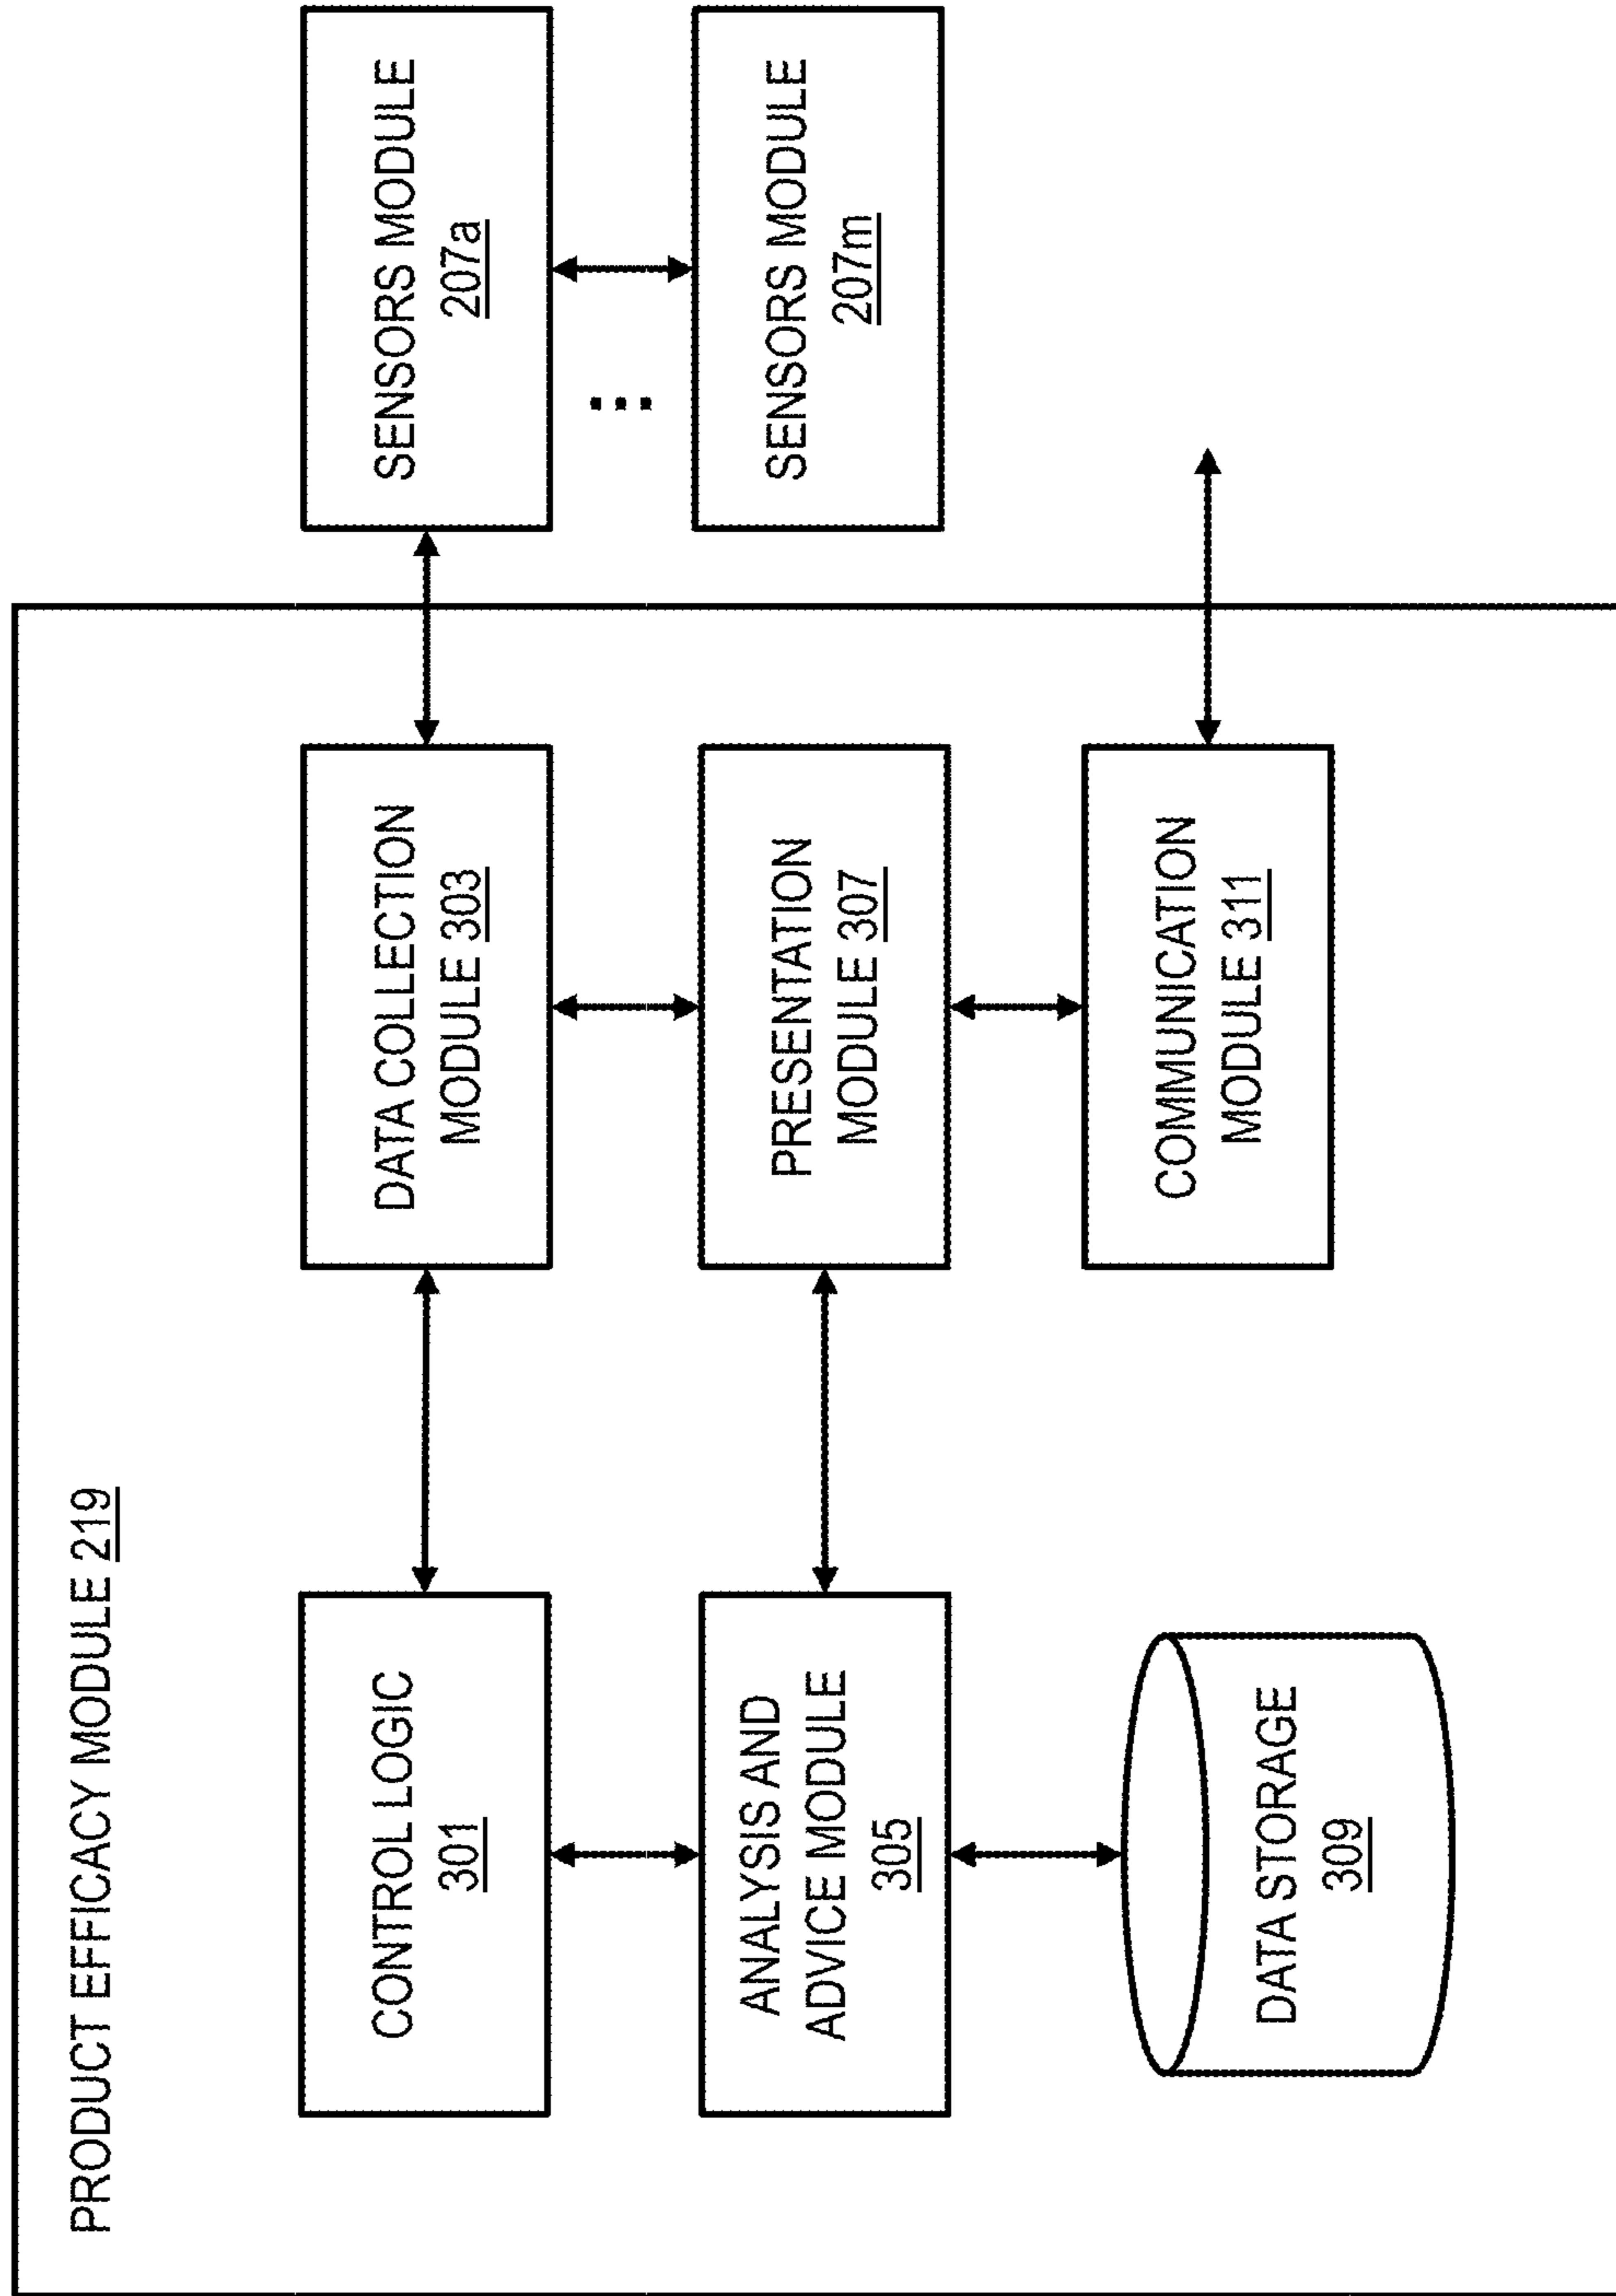 PRODUCT EFFICACY MODULE 219
CONTROL LOGIC
301
DATA COLLECTION
MODULE 303
SENSORS MODULE
207a
...
ANALYSIS AND
ADVICE MODULE
305
PRESENTATION
MODULE 307
SENSORS MODULE
207m
DATA STORAGE
309
COMMUNICATION
MODULE 311